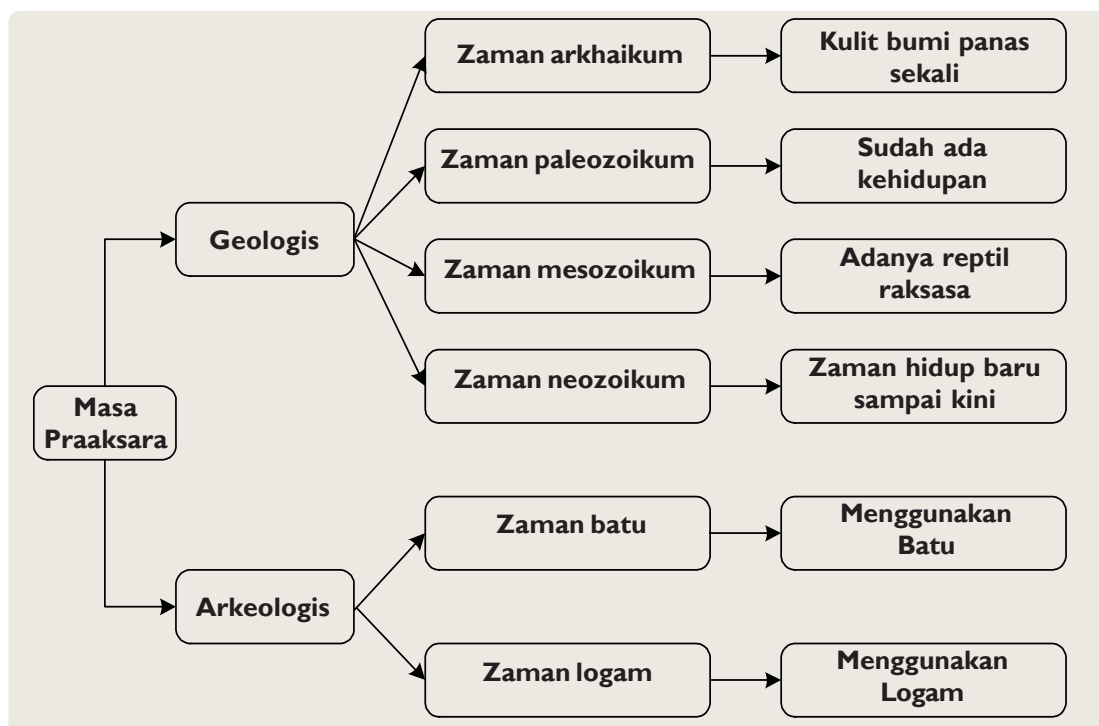 Zaman arkhaikum
Kulit bumi panas
sekali
Zaman paleozoikum
Sudah ada
kehidupan
Geologis
Zaman mesozoikum
Adanya reptil
raksasa
Zaman neozoikum
Zaman hidup baru
sampai kini
Masa
Praaksara
Zaman batu
Menggunakan
Batu
Arkeologis
Zaman logam
Menggunakan
Logam